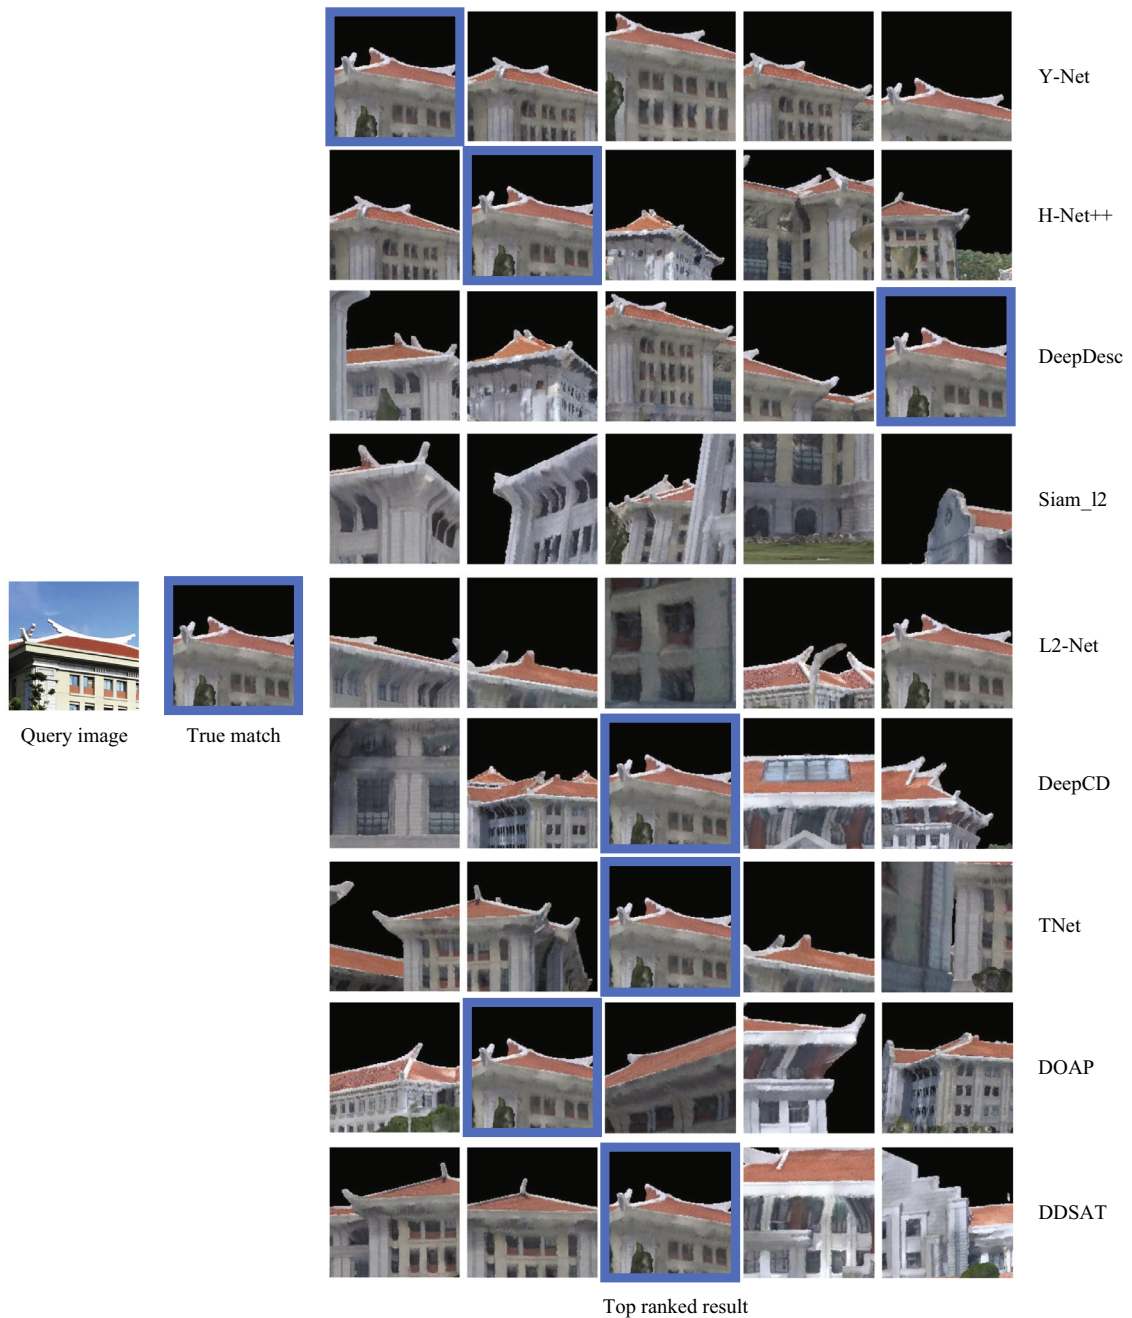 Y-Net
H-Net++
DeepDesc
Siam_l2
L2-Net
Query image
True match
DeepCD
TNet
DOAP
DDSAT
Top ranked result